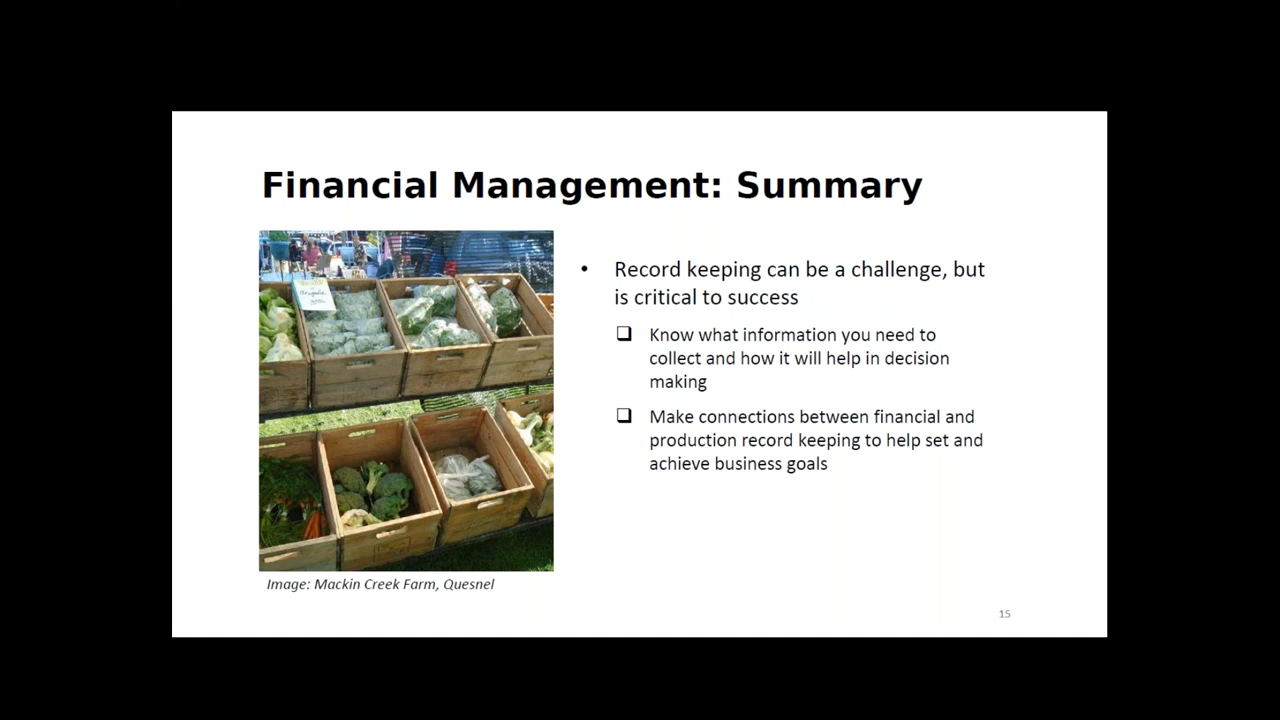 Financial Management: Summary
• Record keeping can be a challenge, but
is critical to success
❑ Know what information you need to
collect and how it will help in decision
making
❑ Make connections between financial and
production record keeping to help set and
achieve business goals
Image: Mackin Creek Farm, Quesnel
15